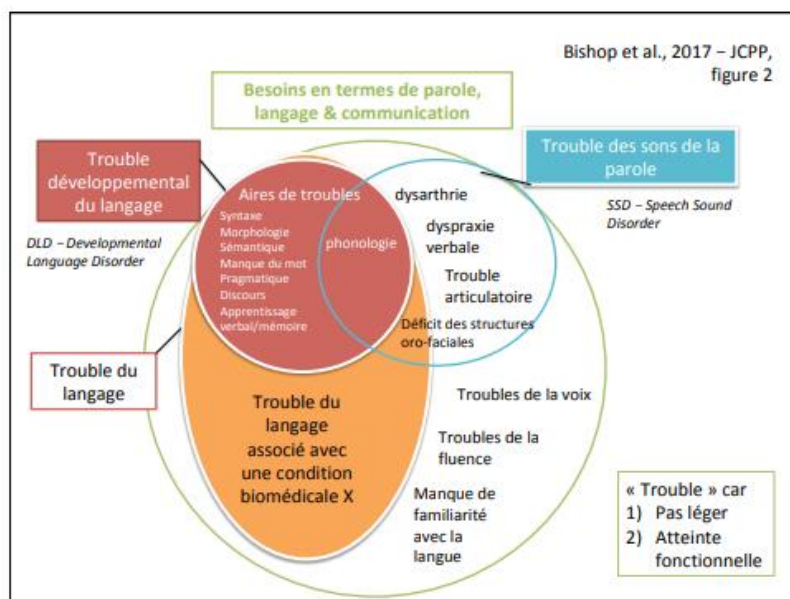 Bishop et al., 2017 – JCPP,
figure 2
Besoins en termes de parole,
langage & communication
Trouble
développemental
du langage
DLD – Developmental
Language Disorder
Trouble des sons de la
parole
SSD – Speech Sound
Disorder
Aires de troubles
Syntaxe
Morphologie
Sémantique
Manque du mot
Pragmatique
Discours
Apprentissage
verbal/mémoire
phonologie
dysarthrie
dyspraxie
verbale
Trouble
articulatoire
Déficit des structures
oro-faciales
Trouble du
langage
Trouble du
langage
associé avec
une condition
biomédicale X
Troubles de la voix
Troubles de la
fluence
Manque de
familiarité
avec la
langue
« Trouble » car
1) Pas léger
2) Atteinte
fonctionnelle